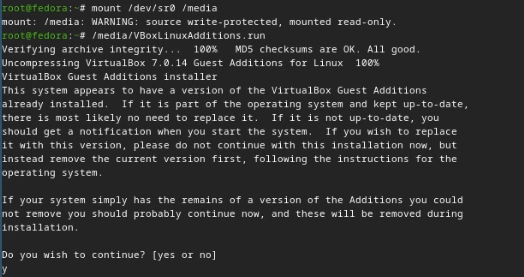 root@fedora:~# mount /dev/sr0 /media
mount: /media: WARNING: source write-protected, mounted read-only.
root@fedora:~# /media/VBoxLinuxAdditions.run
Verifying archive integrity...  100%   MD5 checksums are OK. All good.
Uncompressing VirtualBox 7.0.14 Guest Additions for Linux  100%
VirtualBox Guest Additions installer
This system appears to have a version of the VirtualBox Guest Additions
already installed.  If it is part of the operating system and kept up-to-date,
there is most likely no need to replace it.  If it is not up-to-date, you
should get a notification when you start the system.  If you wish to replace
it with this version, please do not continue with this installation now, but
instead remove the current version first, following the instructions for the
operating system.

If your system simply has the remains of a version of the Additions you could
not remove you should probably continue now, and these will be removed during
installation.

Do you wish to continue? [yes or no]
y